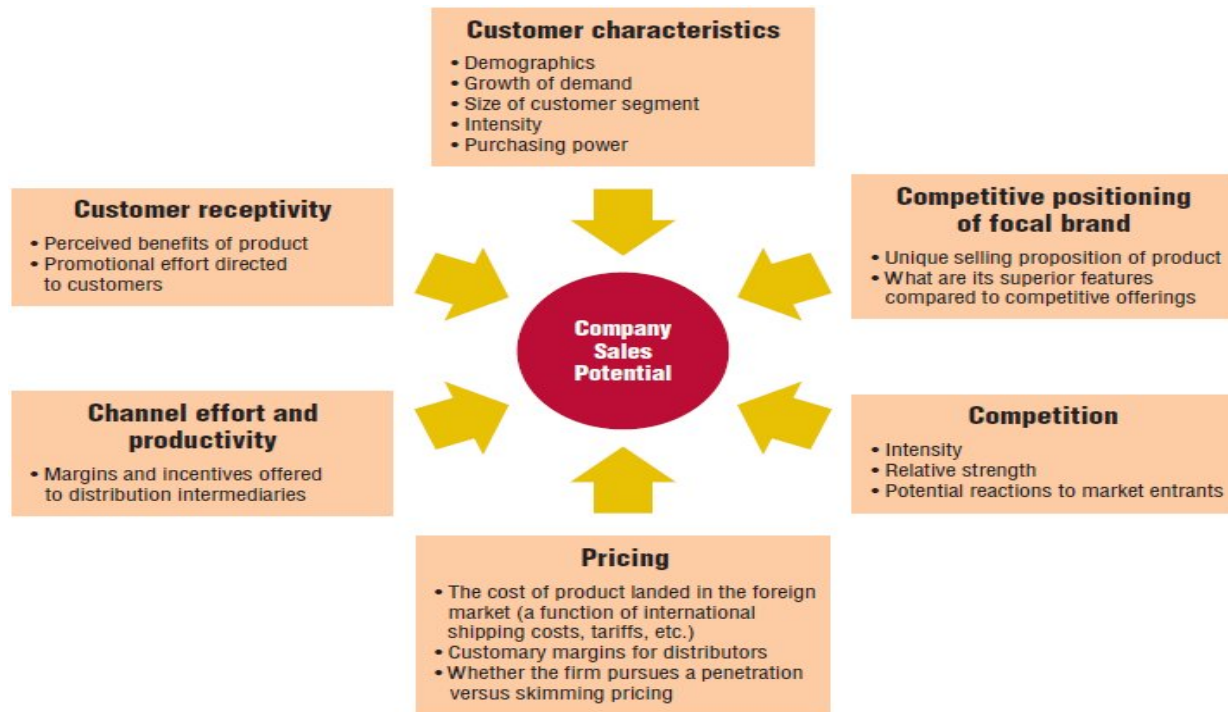 Customer characteristics
• Demographics
• Growth of demand
• Size of customer segment
• Intensity
• Purchasing power
Customer receptivity
• Perceived benefits of product
• Promotional effort directed
to customers
Competitive positioning
of focal brand
• Unique selling proposition of product
• What are its superior features
compared to competitive offerings
Company
Sales
Potential
Channel effort and
productivity
• Margins and incentives offered
to distribution intermediaries
Competition
• Intensity
• Relative strength
• Potential reactions to market entrants
Pricing
• The cost of product landed in the foreign
market (a function of international
shipping costs, tariffs, etc.)
• Customary margins for distributors
• Whether the firm pursues a penetration
versus skimming pricing